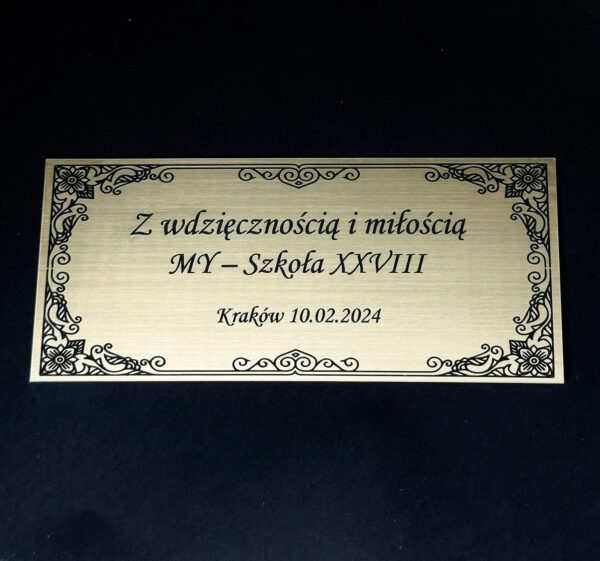 Z wdzięcznością i miłością
MY – Szkoła XXVIII
Kraków 10.02.2024